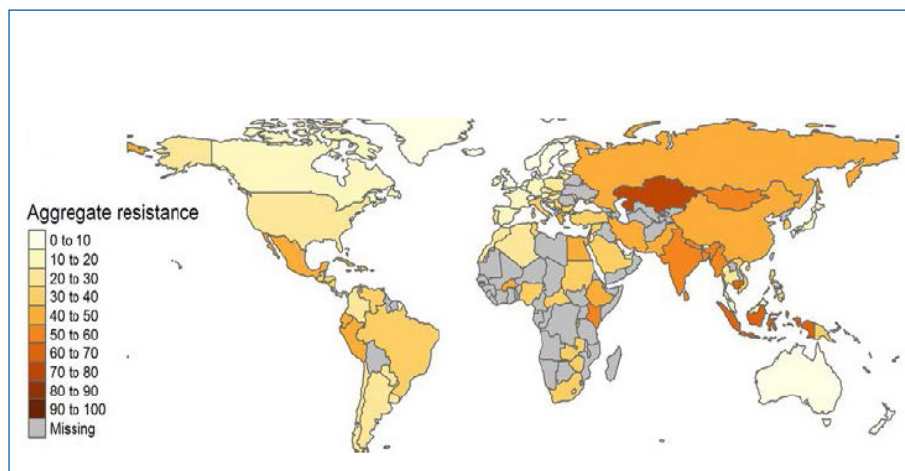 Aggregate resistance
0 to 10
10 to 20
20 to 30
30 to 40
40 to 50
50 to 60
60 to 70
70 to 80
80 to 90
90 to 100
Missing